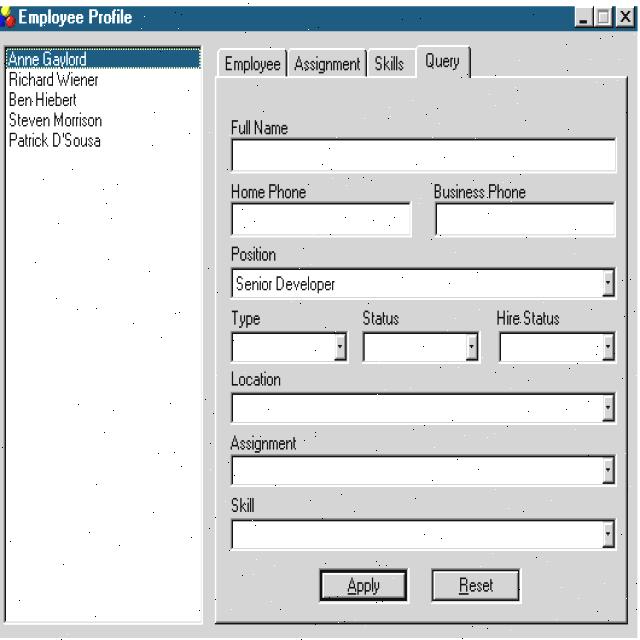 Employee Profile
Anne Gaylord
Richard Wiener
Ben Hiebert
Steven Morrison
Patrick D'Sousa
Employee Assignment Skills Query
Full Name
Home Phone Business Phone
Position
Senior Developer
Type Status Hire Status
Location
Assignment
Skill
Apply Reset